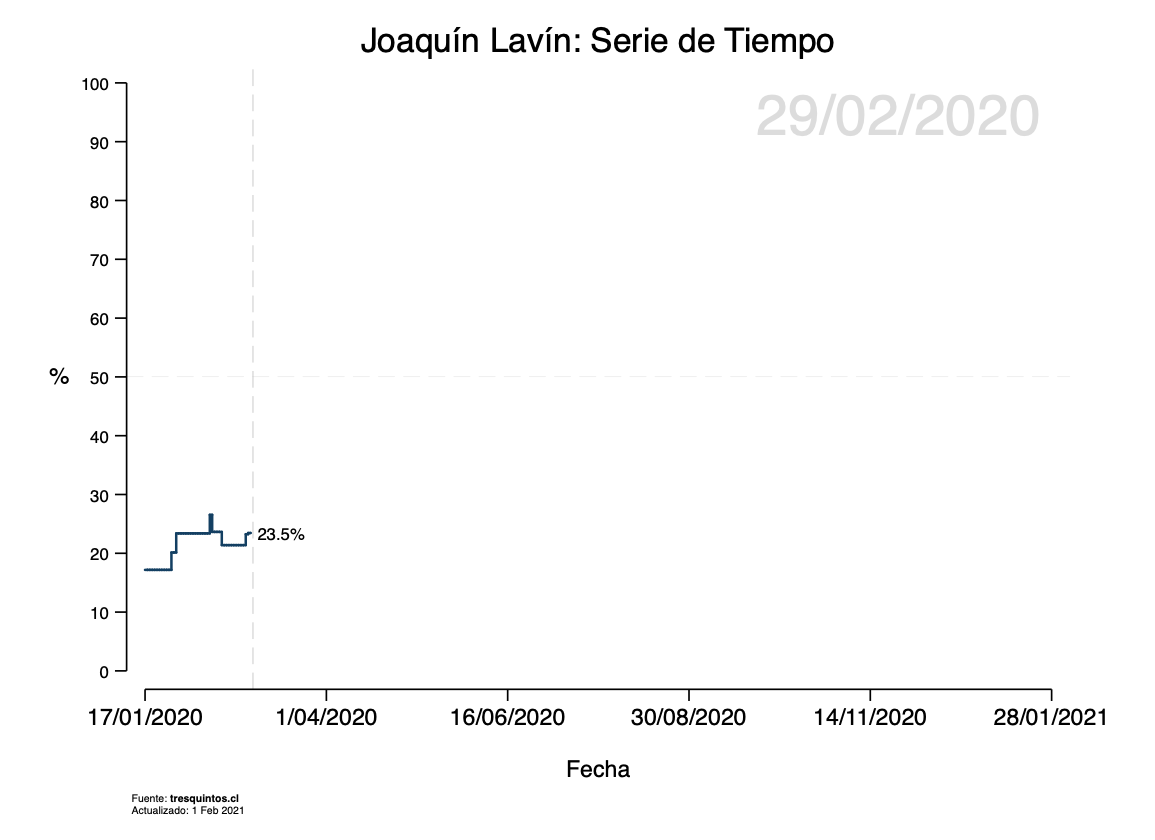 Joaquín Lavín: Serie de Tiempo
29/02/2020
100
90
80
70
60
% 50
40
30
20
10
0
23.5%
17/01/2020 1/04/2020 16/06/2020 30/08/2020 14/11/2020 28/01/2021
Fecha
Fuente: tresquintos.cl
Actualizado: 1 Feb 2021